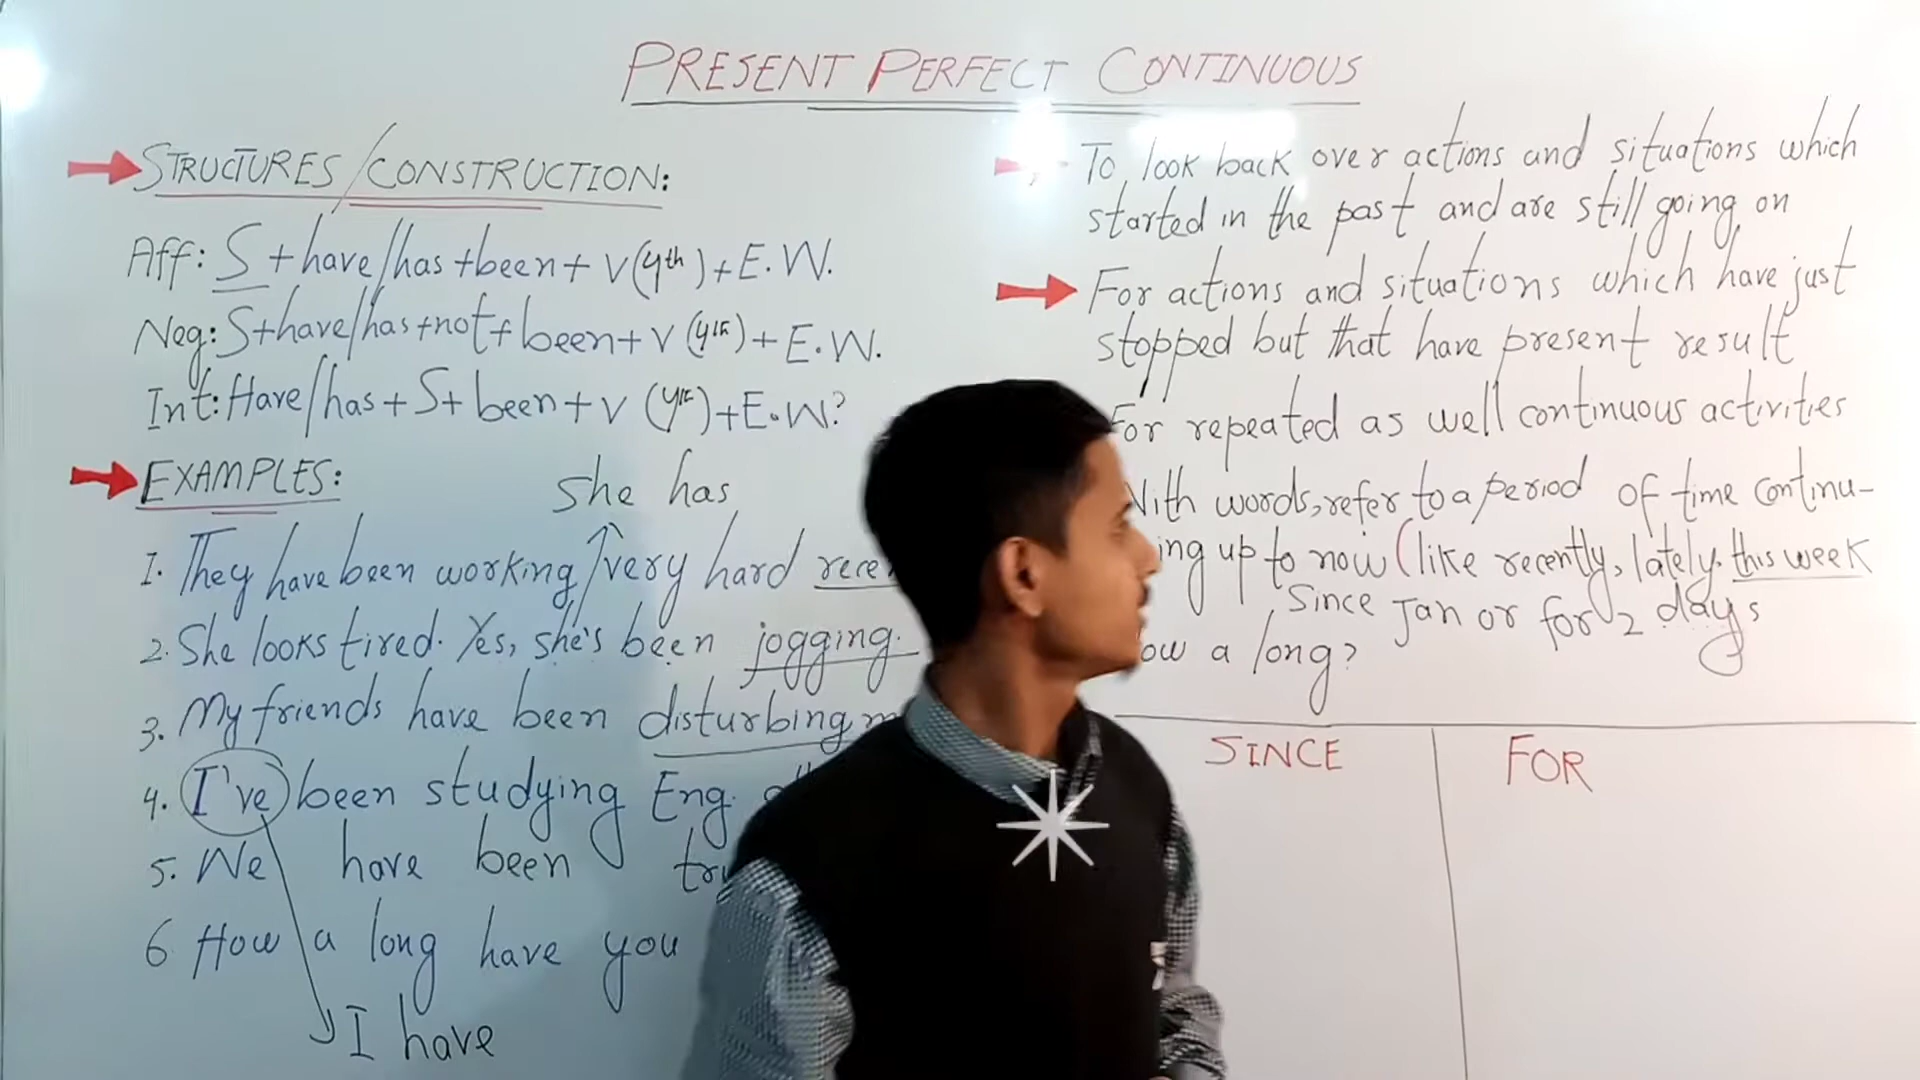 PRESENT PERFECT CONTINUOUS
STRUCTURES/CONSTRUCTION:
Aff: S+have/has+been+V(4th)+E.W.
Neg: S+have/has+not+been+V(4th)+E.W.
Int: Have/has+S+been+V(4th)+E.W?
EXAMPLES:
She has
1. They have been working very hard
2. She looks tired. Yes, she's been jogging.
3. My friends have been disturbing
4. I've been studying Eng.
5. We have been
6 How a long have you
I have
To look back over actions and situations which
started in the past and are still going on
For actions and situations which have just
stopped but that have present result
For repeated as well continuous activities
With words, refer to a period of time continu-
ing up to now (like recently, lately. this week
Since Jan or for 2 days
a long?
SINCE
FOR